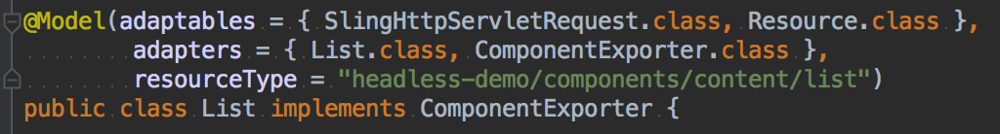 @Model(adaptables = { SlingHttpServletRequest.class, Resource.class },
adapters = { List.class, ComponentExporter.class },
resourceType = "headless-demo/components/content/list")
public class List implements ComponentExporter {